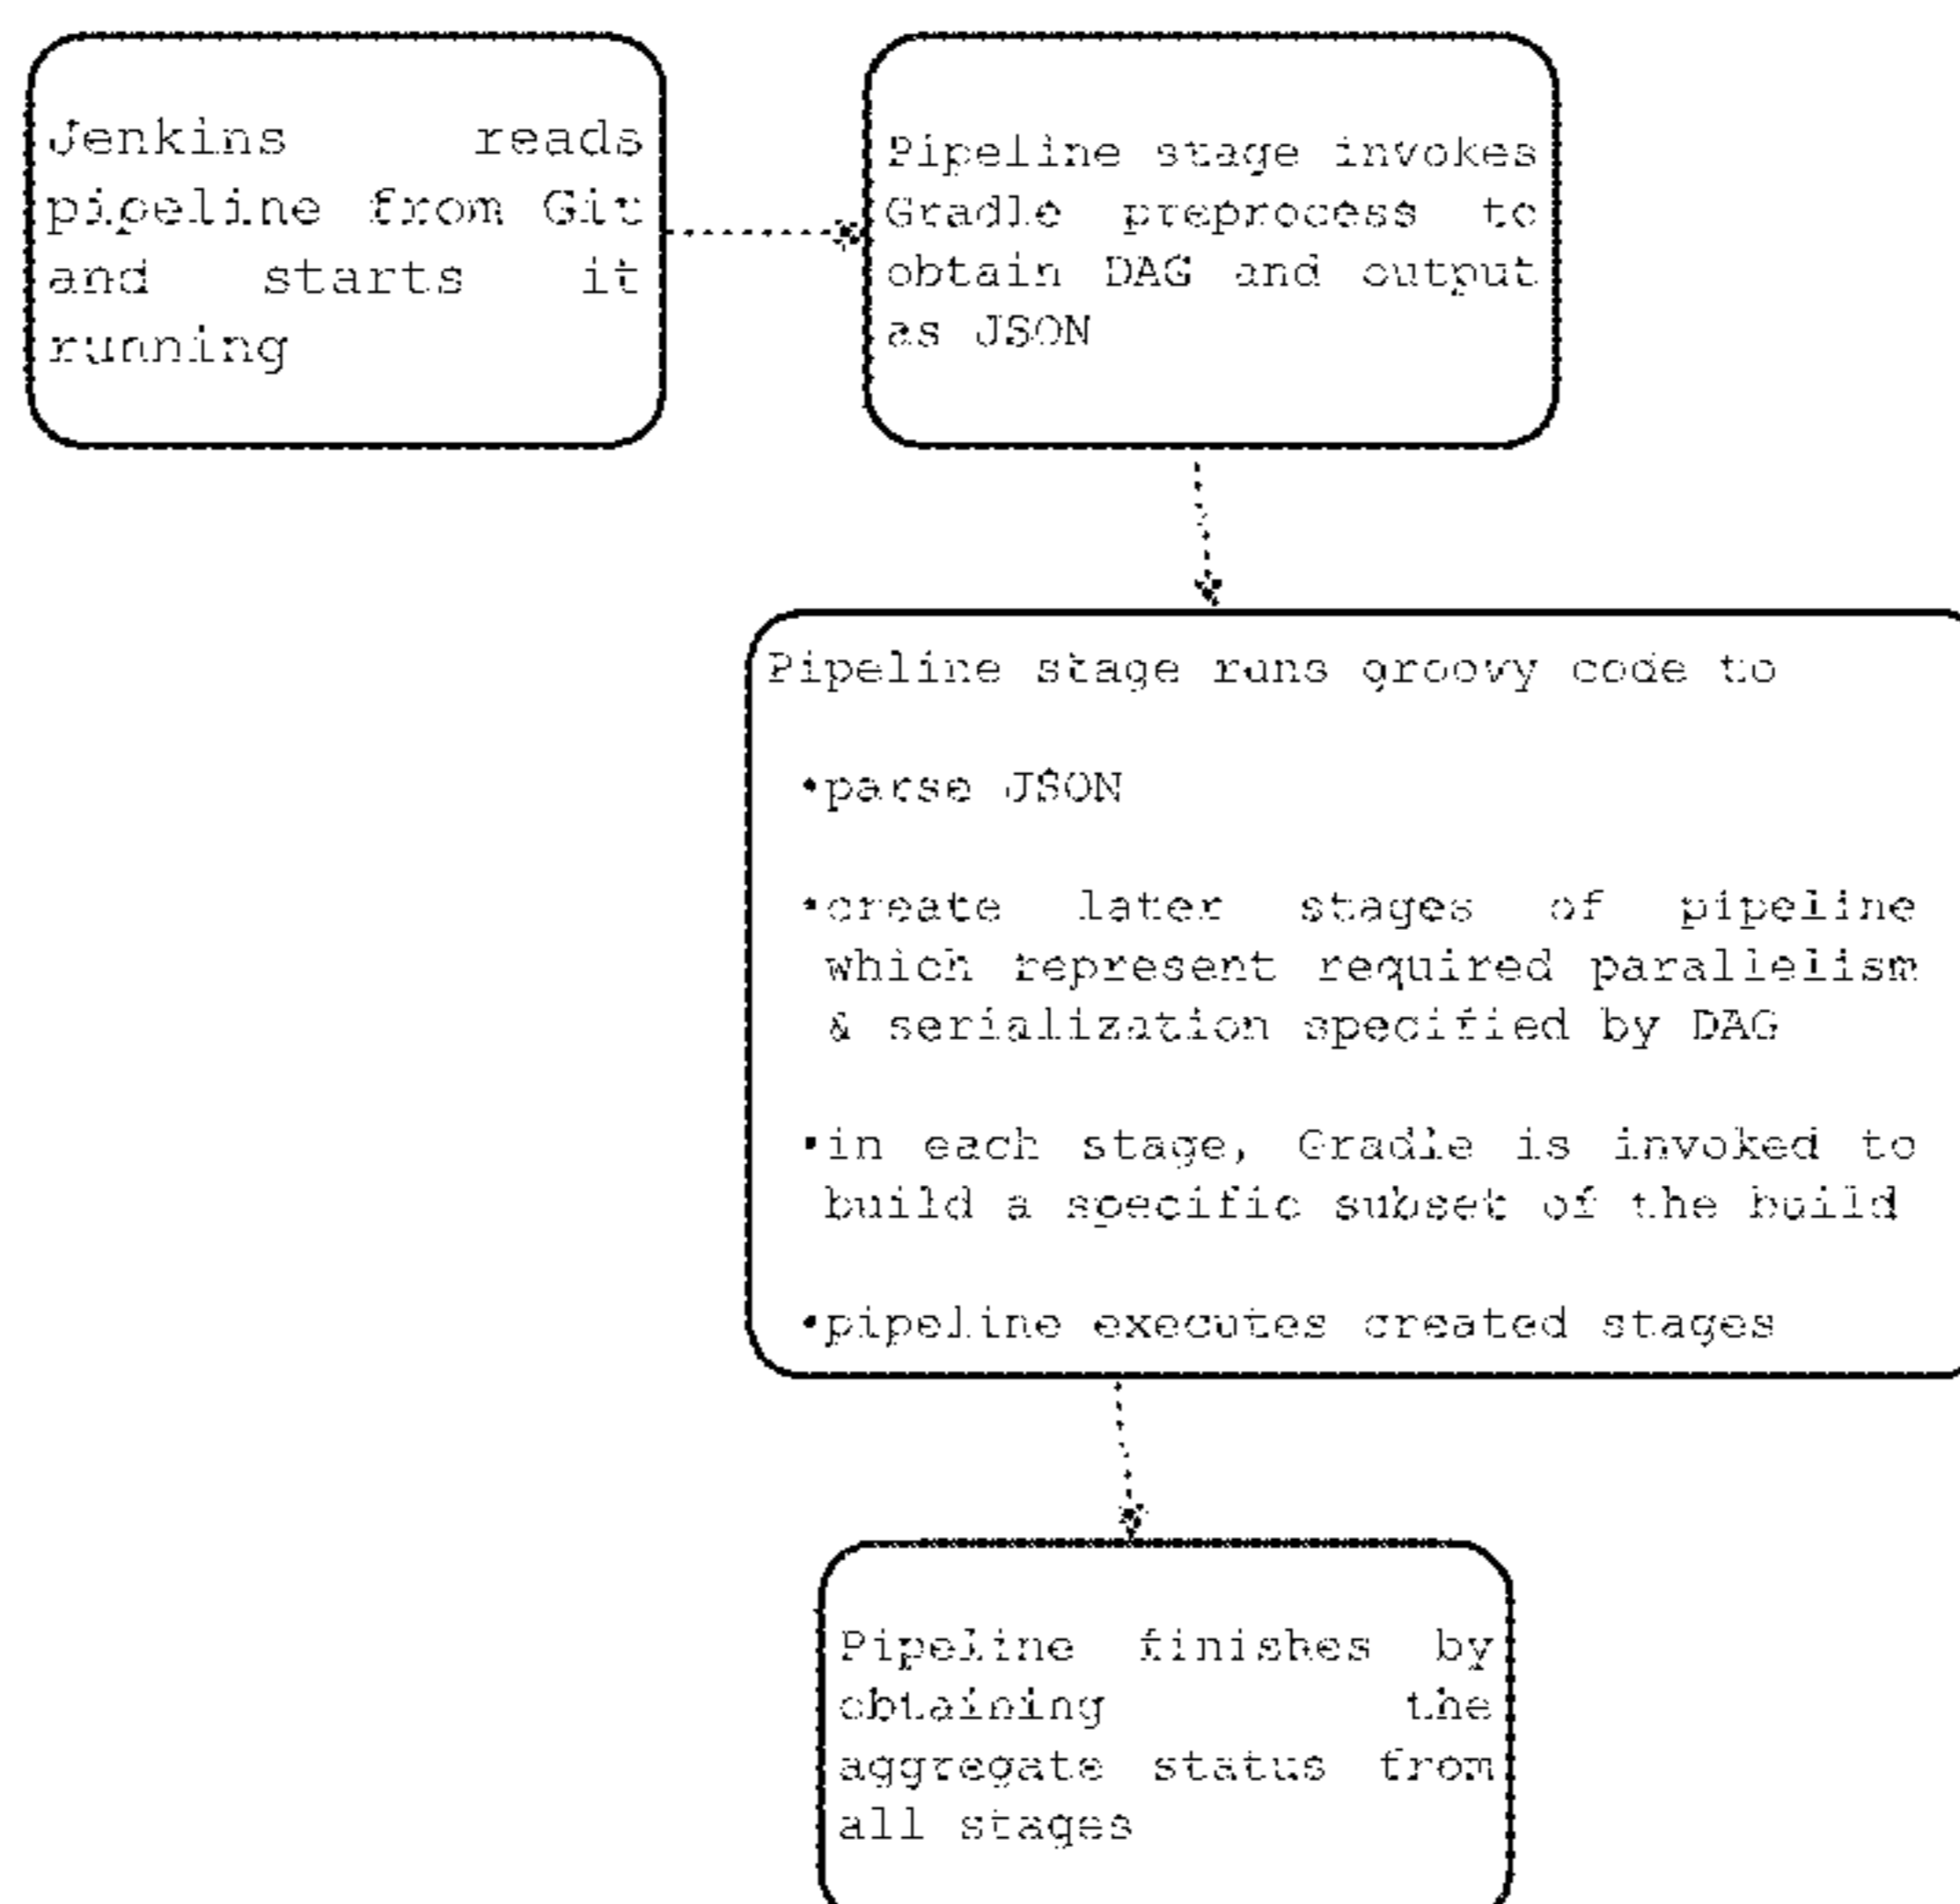 Jenkins reads
pipeline from Git
and starts it
running
Pipeline stage invokes
Gradle preprocess to
obtain DAG and output
as JSON
Pipeline stage runs groovy code to
•parse JSON
•create later stages of pipeline
which represent required parallelism
& serialization specified by DAG
•in each stage, Gradle is invoked to
build a specific subset of the build
•pipeline executes created stages
Pipeline finishes by
obtaining the
aggregate status from
all stages